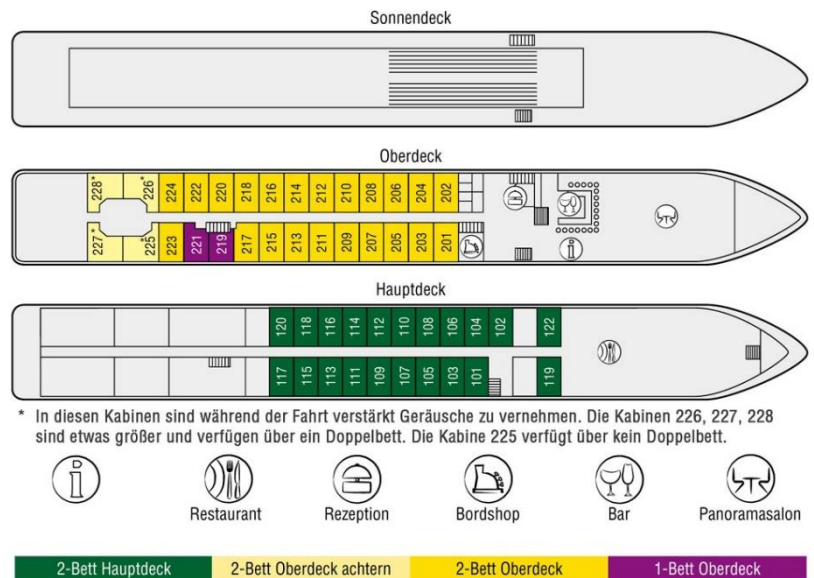 Sonnendeck
Oberdeck
228* 226* 224 222 220 218 216 214 212 210 208 206 204 202
227* 225* 223 221 219 217 215 213 211 209 207 205 203 201
i
Hauptdeck
120 118 116 114 112 110 108 106 104 102 122
117 115 113 111 109 107 105 103 101 119
* In diesen Kabinen sind während der Fahrt verstärkt Geräusche zu vernehmen. Die Kabinen 226, 227, 228
sind etwas größer und verfügen über ein Doppelbett. Die Kabine 225 verfügt über kein Doppelbett.
i
Restaurant Rezeption Bordshop Bar Panoramasalon
2-Bett Hauptdeck 2-Bett Oberdeck achtern 2-Bett Oberdeck 1-Bett Oberdeck